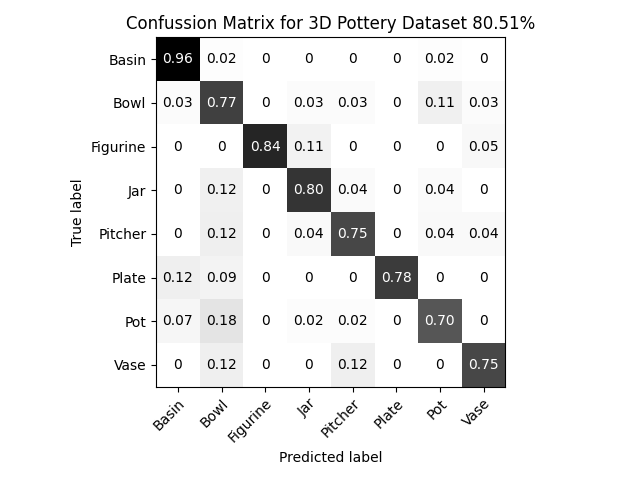 Confussion Matrix for 3D Pottery Dataset 80.51%
Basin 0.96 0.02 0 0 0 0 0.02 0
Bowl 0.03 0.77 0 0.03 0.03 0 0.11 0.03
Figurine 0 0 0.84 0.11 0 0 0 0.05
Jar 0 0.12 0 0.80 0.04 0 0.04 0
Pitcher 0 0.12 0 0.04 0.75 0 0.04 0.04
Plate 0.12 0.09 0 0 0 0.78 0 0
Pot 0.07 0.18 0 0.02 0.02 0 0.70 0
Vase 0 0.12 0 0 0.12 0 0 0.75
True label
Basin Bowl Figurine Jar Pitcher Plate Pot Vase
Predicted label